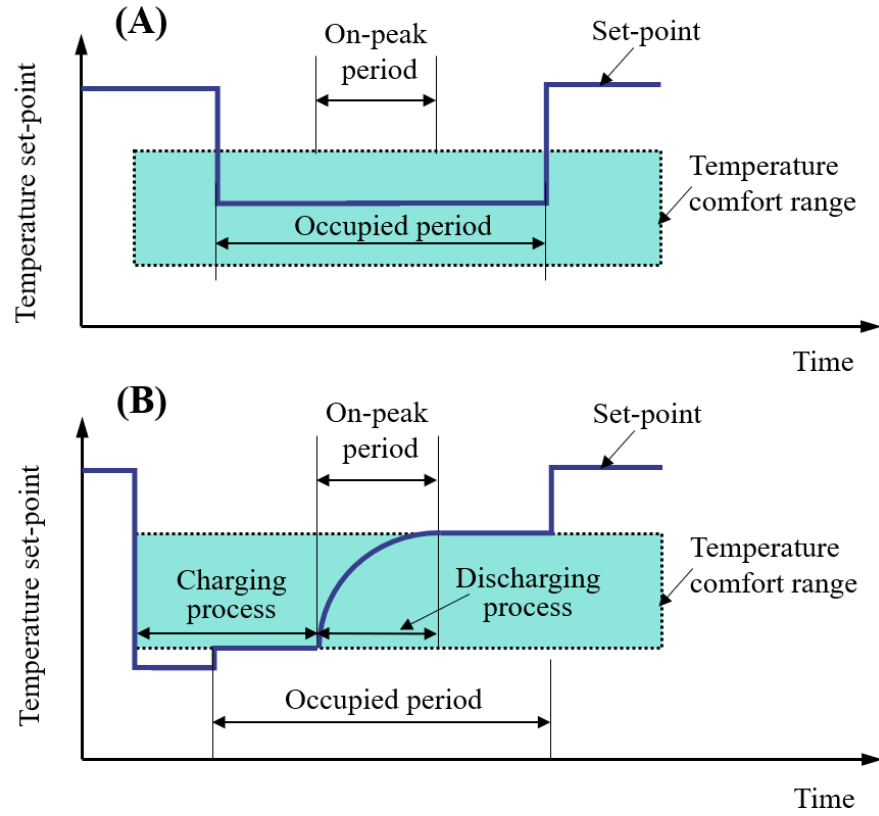 (A)
On-peak
period
Set-point
Temperature set-point
Temperature
comfort range
Occupied period
Time
(B)
On-peak
period
Set-point
Temperature set-point
Charging
process
Discharging
process
Temperature
comfort range
Occupied period
Time